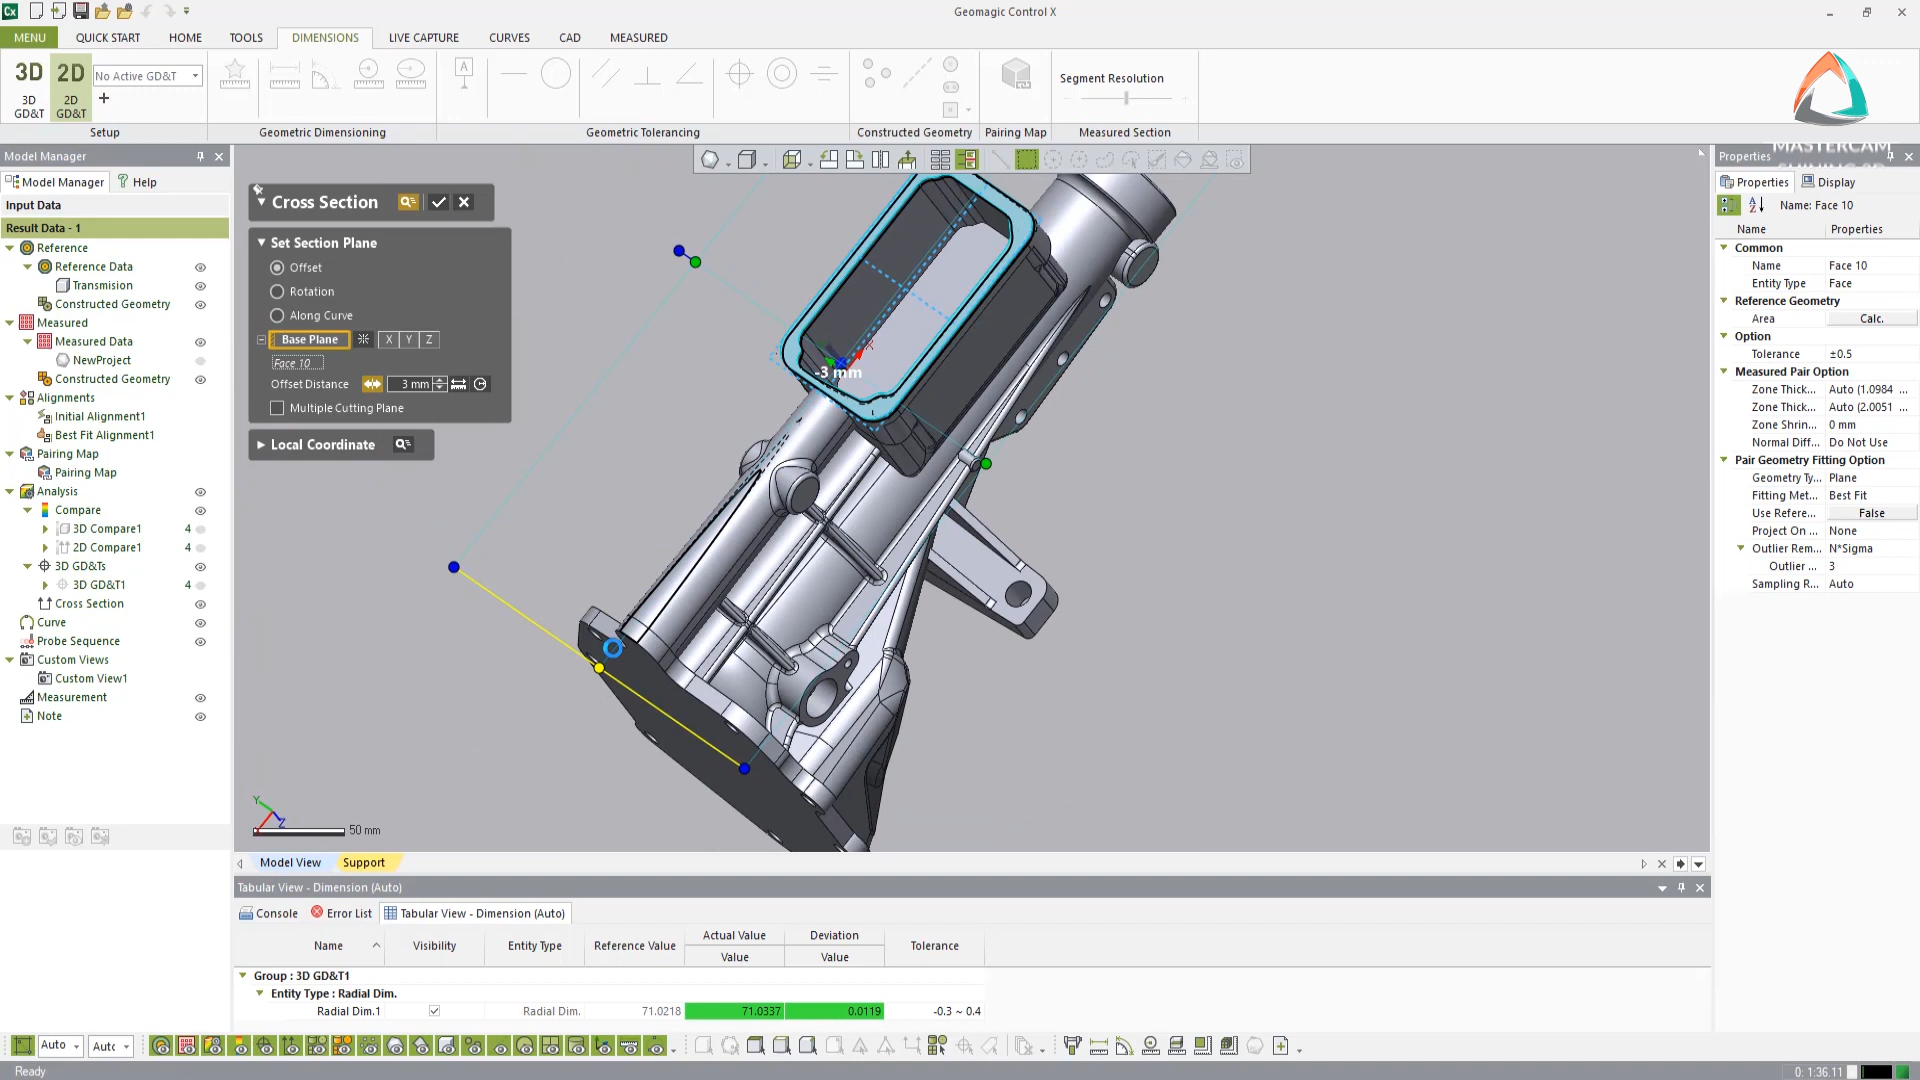 Cx
Geomagic Control X
MENU
QUICK START
HOME
TOOLS
DIMENSIONS
LIVE CAPTURE
CURVES
CAD
MEASURED
3D
2D
No Active GD&T
3D
GD&T
2D
GD&T
A
Segment Resolution
Setup
Geometric Dimensioning
Geometric Tolerancing
Constructed Geometry
Pairing Map
Measured Section
Model Manager
Model Manager
Help
Input Data
Result Data - 1
Reference
Reference Data
Transmision
Constructed Geometry
Measured
Measured Data
NewProject
Constructed Geometry
Alignments
Initial Alignment1
Best Fit Alignment1
Pairing Map
Pairing Map
Analysis
Compare
3D Compare1 4
2D Compare1 4
3D GD&Ts
3D GD&T1 4
Cross Section
Curve
Probe Sequence
Custom Views
Custom View1
Measurement
Note
Cross Section
Set Section Plane
Offset
Rotation
Along Curve
Base Plane
X Y Z
Face 10
Offset Distance
3 mm
Multiple Cutting Plane
Local Coordinate
X
-3 mm
Y
Z
50 mm
MASTERCAM
Properties
Properties
Display
Name: Face 10
Name Properties
Common
Name Face 10
Entity Type Face
Reference Geometry
Area Calc.
Option
Tolerance ±0.5
Measured Pair Option
Zone Thick... Auto (1.0984 ...
Zone Thick... Auto (2.0051 ...
Zone Shrin... 0 mm
Normal Diff... Do Not Use
Pair Geometry Fitting Option
Geometry Ty... Plane
Fitting Met... Best Fit
Use Refere... False
Project On ... None
Outlier Rem... N*Sigma
Outlier ... 3
Sampling R... Auto
Model View
Support
Tabular View - Dimension (Auto)
Console
Error List
Tabular View - Dimension (Auto)
Name
Visibility
Entity Type
Reference Value
Actual Value
Deviation
Tolerance
Value
Value
Group : 3D GD&T1
Entity Type : Radial Dim.
Radial Dim.1
Radial Dim.
71.0218
71.0337
0.0119
-0.3 ~ 0.4
Auto
Autc
Ready
0: 1:36.11